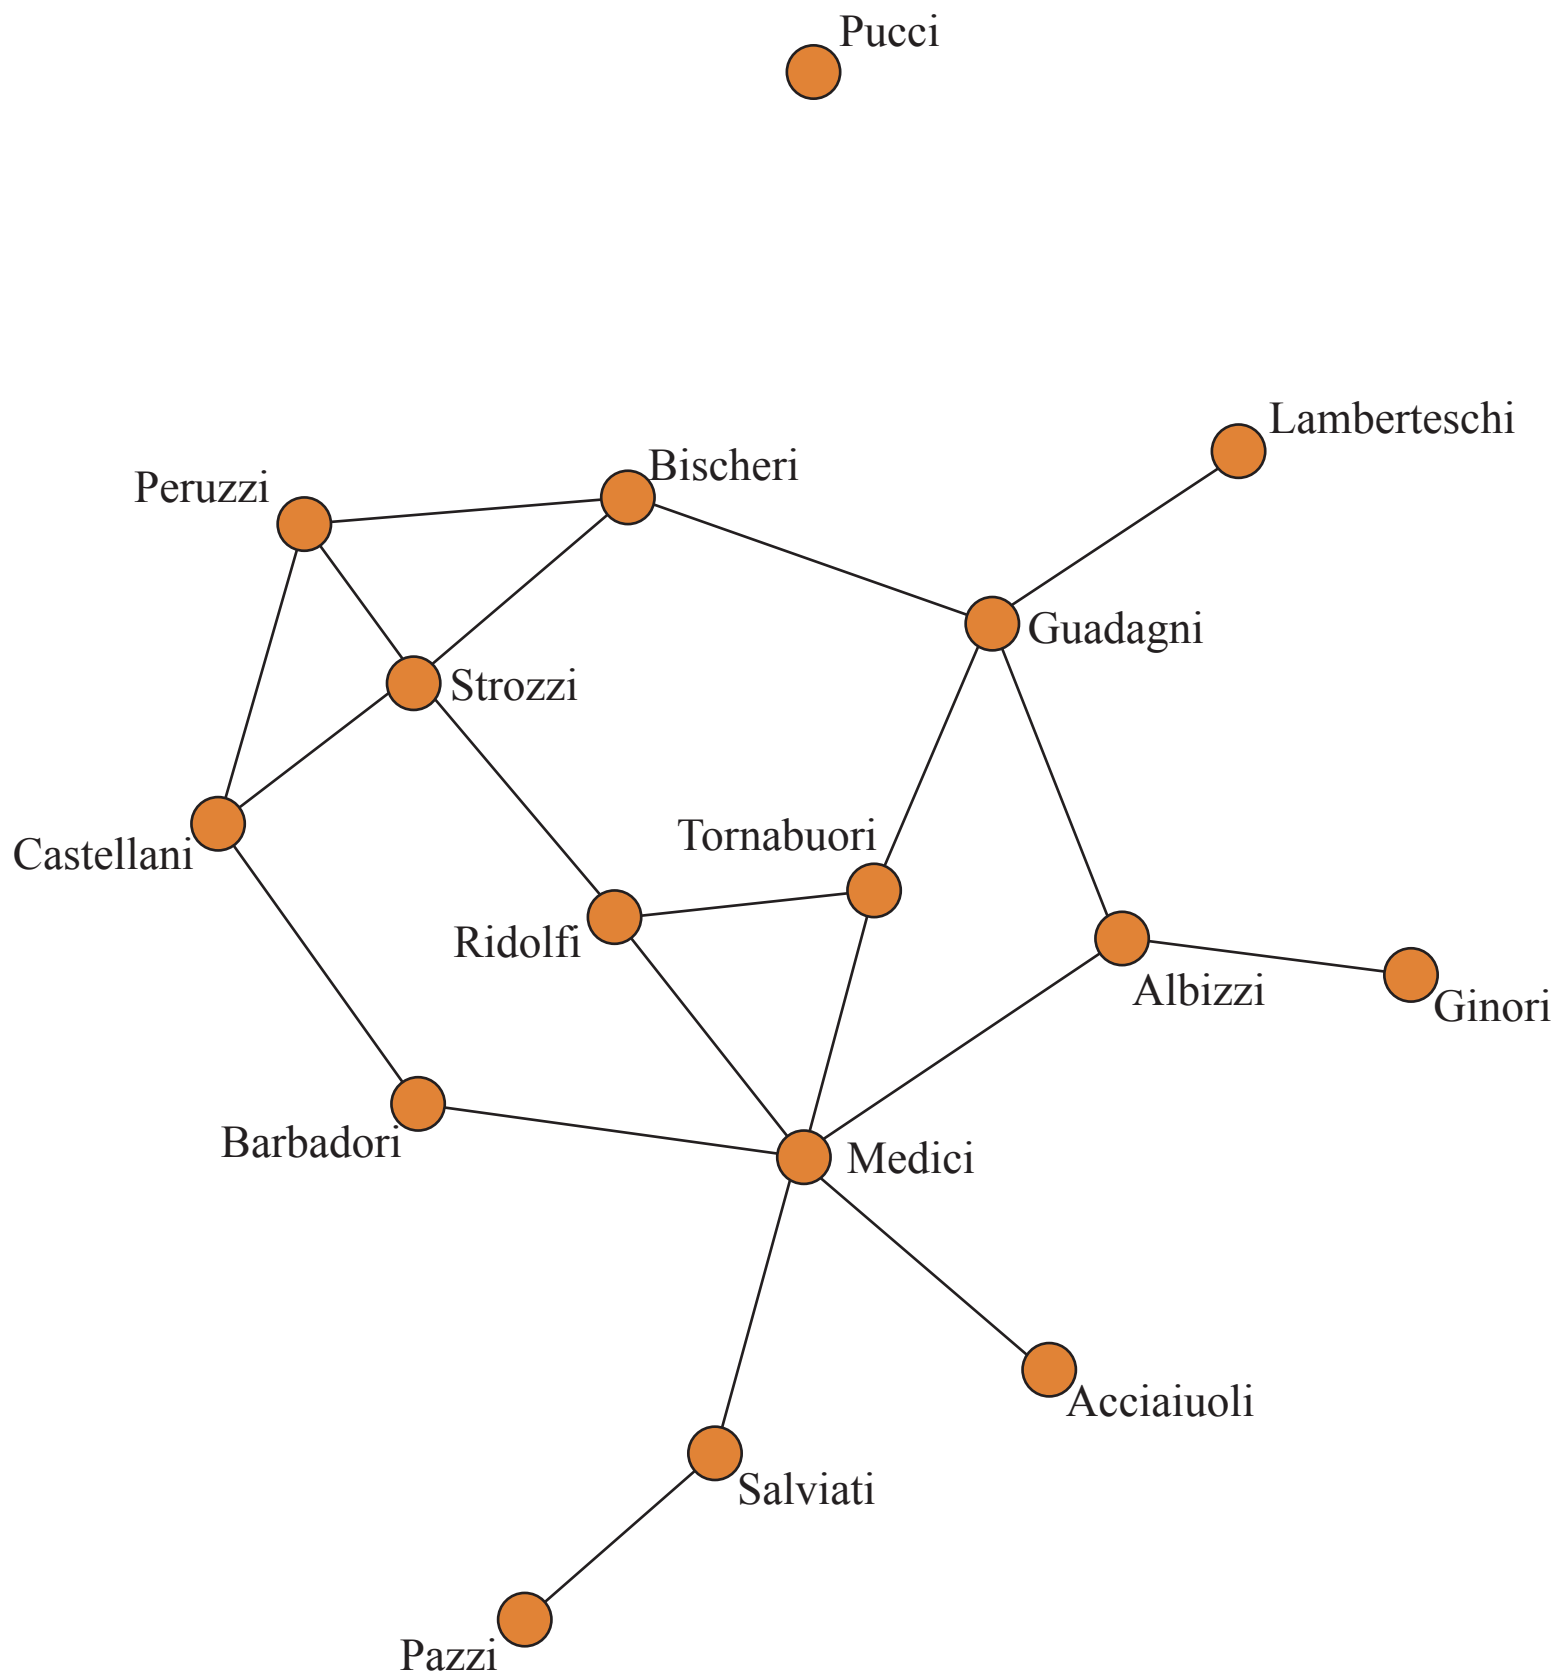 Pucci
Lamberteschi
Bischeri
Peruzzi
Guadagni
Strozzi
Tornabuori
Castellani
Ridolfi
Albizzi
Ginori
Barbadori
Medici
Acciaiuoli
Salviati
Pazzi